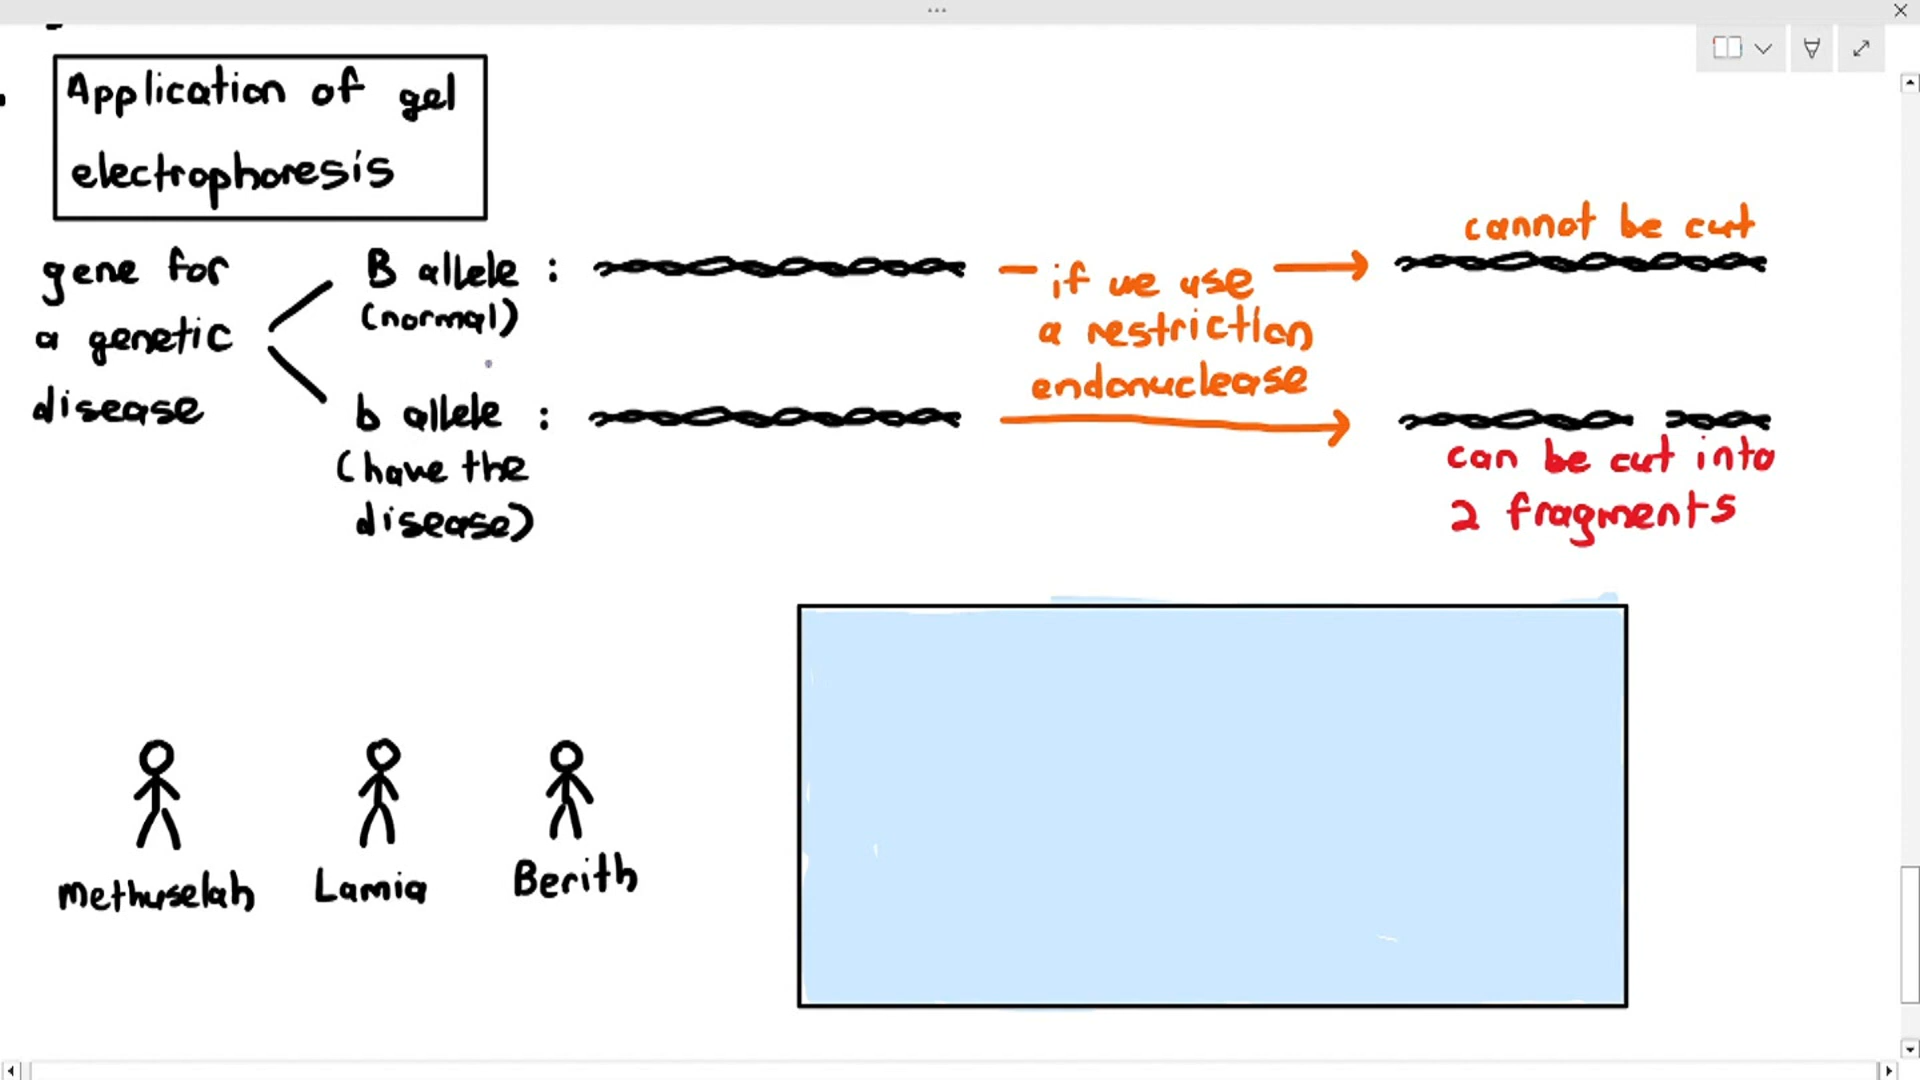 Application of gel
electrophoresis
gene for
a genetic
disease
B allele :
(normal)
b allele :
(have the
disease)
if we use
a restriction
endonuclease
cannot be cut
can be cut into
2 fragments
Methuselah
Lamia
Berith